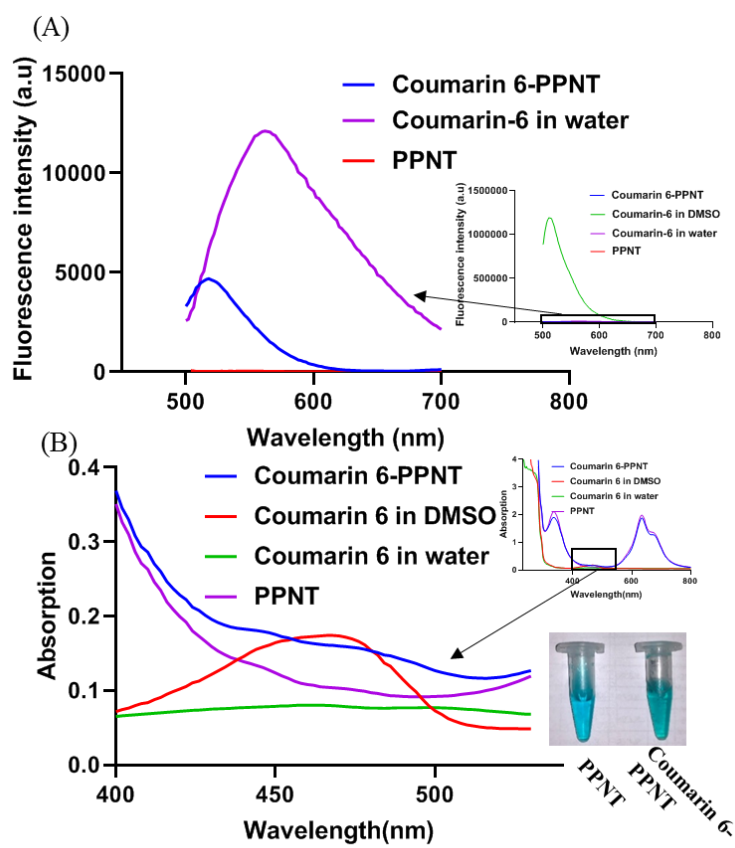 (A)
Fluorescence intensity (a.u)
15000
10000
5000
0
500
600
700
800
Wavelength (nm)
Coumarin 6-PPNT
Coumarin-6 in water
PPNT
Fluorescence intensity (a.u)
1500000
1000000
500000
0
500
600
700
800
Wavelength (nm)
Coumarin 6-PPNT
Coumarin-6 in DMSO
Coumarin-6 in water
PPNT
(B)
Absorption
0.4
0.3
0.2
0.1
0.0
400
450
500
Wavelength(nm)
Coumarin 6-PPNT
Coumarin 6 in DMSO
Coumarin 6 in water
PPNT
Absorption
4
3
2
1
0
400
600
800
Wavelength(nm)
Coumarin 6-PPNT
Coumarin 6 in DMSO
Coumarin 6 in water
PPNT
PPNT
Coumarin 6-
PPNT